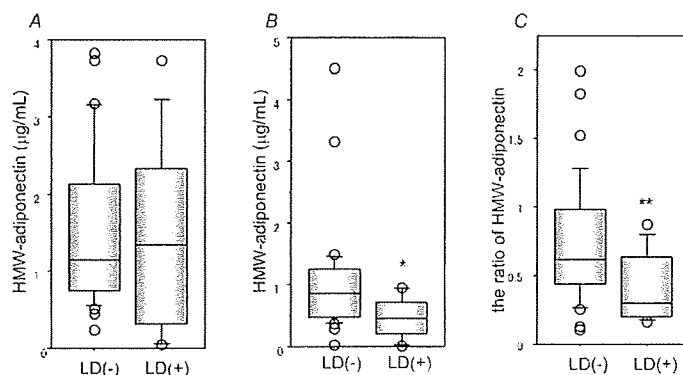 A
HMW-adiponectin (µg/mL)
4
3
2
1
0
LD(-) LD(+)
B
HMW-adiponectin (µg/mL)
5
4
3
2
1
0
*
LD(-) LD(+)
C
the ratio of HMW-adiponectin
2
1.5
1
0.5
0
**
LD(-) LD(+)